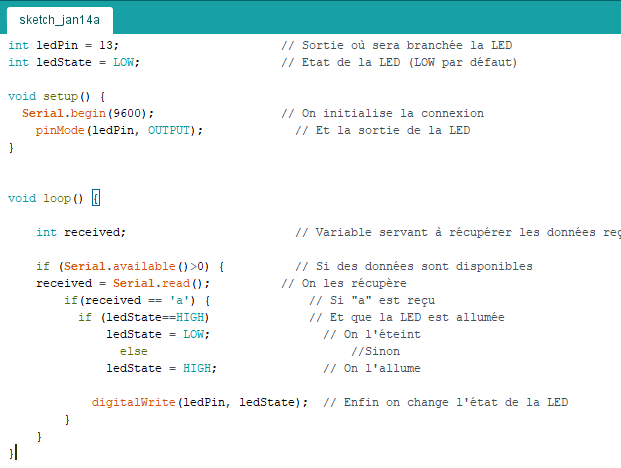 sketch_jan14a
int ledPin = 13; // Sortie où sera branchée la LED
int ledState = LOW; // Etat de la LED (LOW par défaut)
void setup() {
Serial.begin(9600); // On initialise la connexion
pinMode(ledPin, OUTPUT); // Et la sortie de la LED
}
void loop() {
int received; // Variable servant à récupérer les données reç
if (Serial.available()>0) { // Si des données sont disponibles
received = Serial.read(); // On les récupère
if(received == 'a') { // Si "a" est reçu
if (ledState==HIGH) // Et que la LED est allumée
ledState = LOW; // On l'éteint
else //Sinon
ledState = HIGH; // On l'allume
digitalWrite(ledPin, ledState); // Enfin on change l'état de la LED
}
}
}